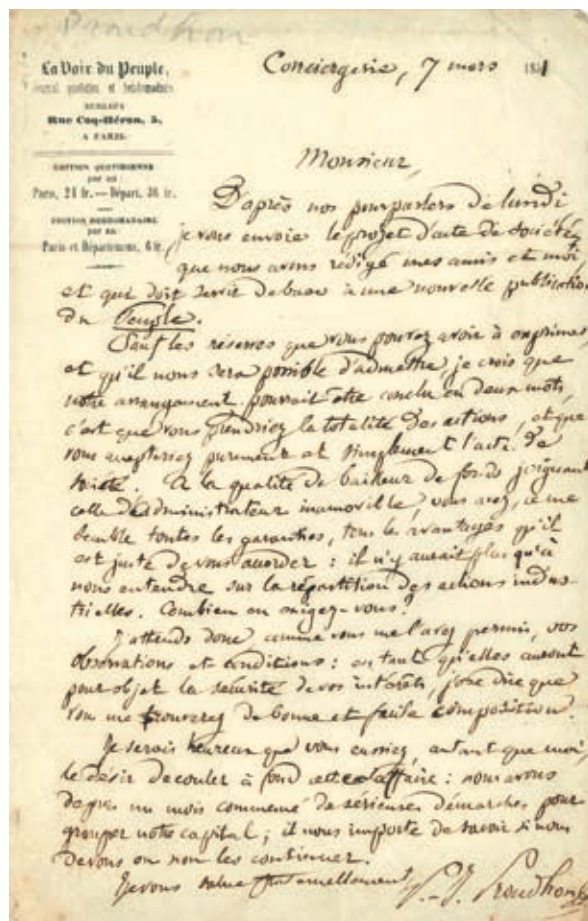 Proudhon
La Voix du Peuple,
Journal quotidien et hebdomadaire
BUREAUX
Rue Coq-Héron, 5,
A PARIS.
ÉDITION QUOTIDIENNE
par an
Paris, 24 fr. — Départ. 36 fr.
ÉDITION HEBDOMADAIRE
par an
Paris et Départements, 6 fr.
Conciergerie, 7 mars 1851
Monsieur,
D'après nos pourparlers de lundi
je vous envoie le projet d'acte de société,
que nous avons rédigé mes amis et moi,
et qui doit servir de base à une nouvelle publication
du Peuple.
Sauf les réserves que vous pouvez avoir à exprimer,
et qu'il nous sera possible d'admettre, je crois que
notre arrangement pourrait être conclu en deux mots,
c'est que vous prendriez la totalité des actions, et que
vous accepteriez purement et simplement l'acte de
société. A la qualité de bailleur de fonds joignant
celle d'administrateur inamovible, vous avez, ce me
semble toutes les garanties, tous les avantages qu'il
est juste de vous accorder : il n'y aurait plus qu'à
nous entendre sur la répartition des actions indus-
trielles. Combien en exigez-vous ?
J'attends donc, comme vous me l'avez permis, vos
observations et conditions : en tant qu'elles auront
pour objet la sécurité de vos intérêts, j'ose dire que
vous me trouverez de bonne et facile composition.
Je serais heureux que vous eussiez, autant que moi,
le désir de couler à fond cette affaire : nous avons
depuis un mois commencé de sérieuses démarches pour
grouper notre capital ; il nous importe de savoir si nous
devons ou non les continuer.
Je vous salue fraternellement
P.-J. Proudhon